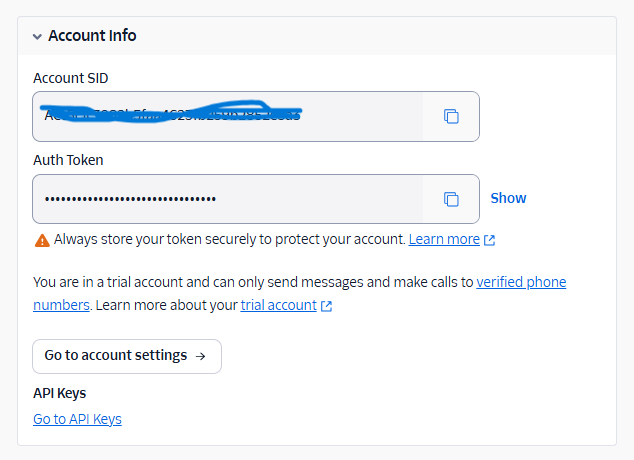 Account Info
Account SID
Auth Token
••••••••••••••••••••••••••••••••
Show
Always store your token securely to protect your account. Learn more
You are in a trial account and can only send messages and make calls to verified phone
numbers. Learn more about your trial account
Go to account settings →
API Keys
Go to API Keys